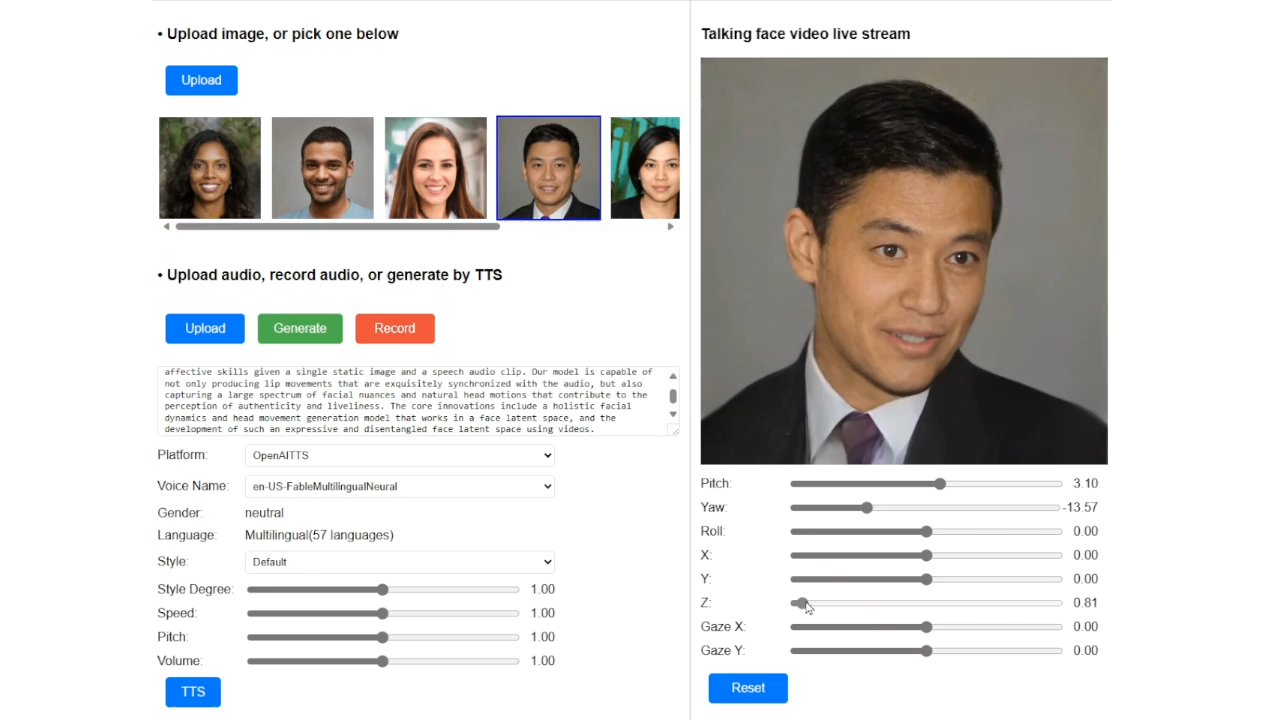 • Upload image, or pick one below
Upload
• Upload audio, record audio, or generate by TTS
Upload Generate Record
affective skills given a single static image and a speech audio clip. Our model is capable of
not only producing lip movements that are exquisitely synchronized with the audio, but also
capturing a large spectrum of facial nuances and natural head motions that contribute to the
perception of authenticity and liveliness. The core innovations include a holistic facial
dynamics and head movement generation model that works in a face latent space, and the
development of such an expressive and disentangled face latent space using videos.
Platform: OpenAITTS
Voice Name: en-US-FableMultilingualNeural
Gender: neutral
Language: Multilingual(57 languages)
Style: Default
Style Degree: 1.00
Speed: 1.00
Pitch: 1.00
Volume: 1.00
TTS
Talking face video live stream
Pitch: 3.10
Yaw: -13.57
Roll: 0.00
X: 0.00
Y: 0.00
Z: 0.81
Gaze X: 0.00
Gaze Y: 0.00
Reset